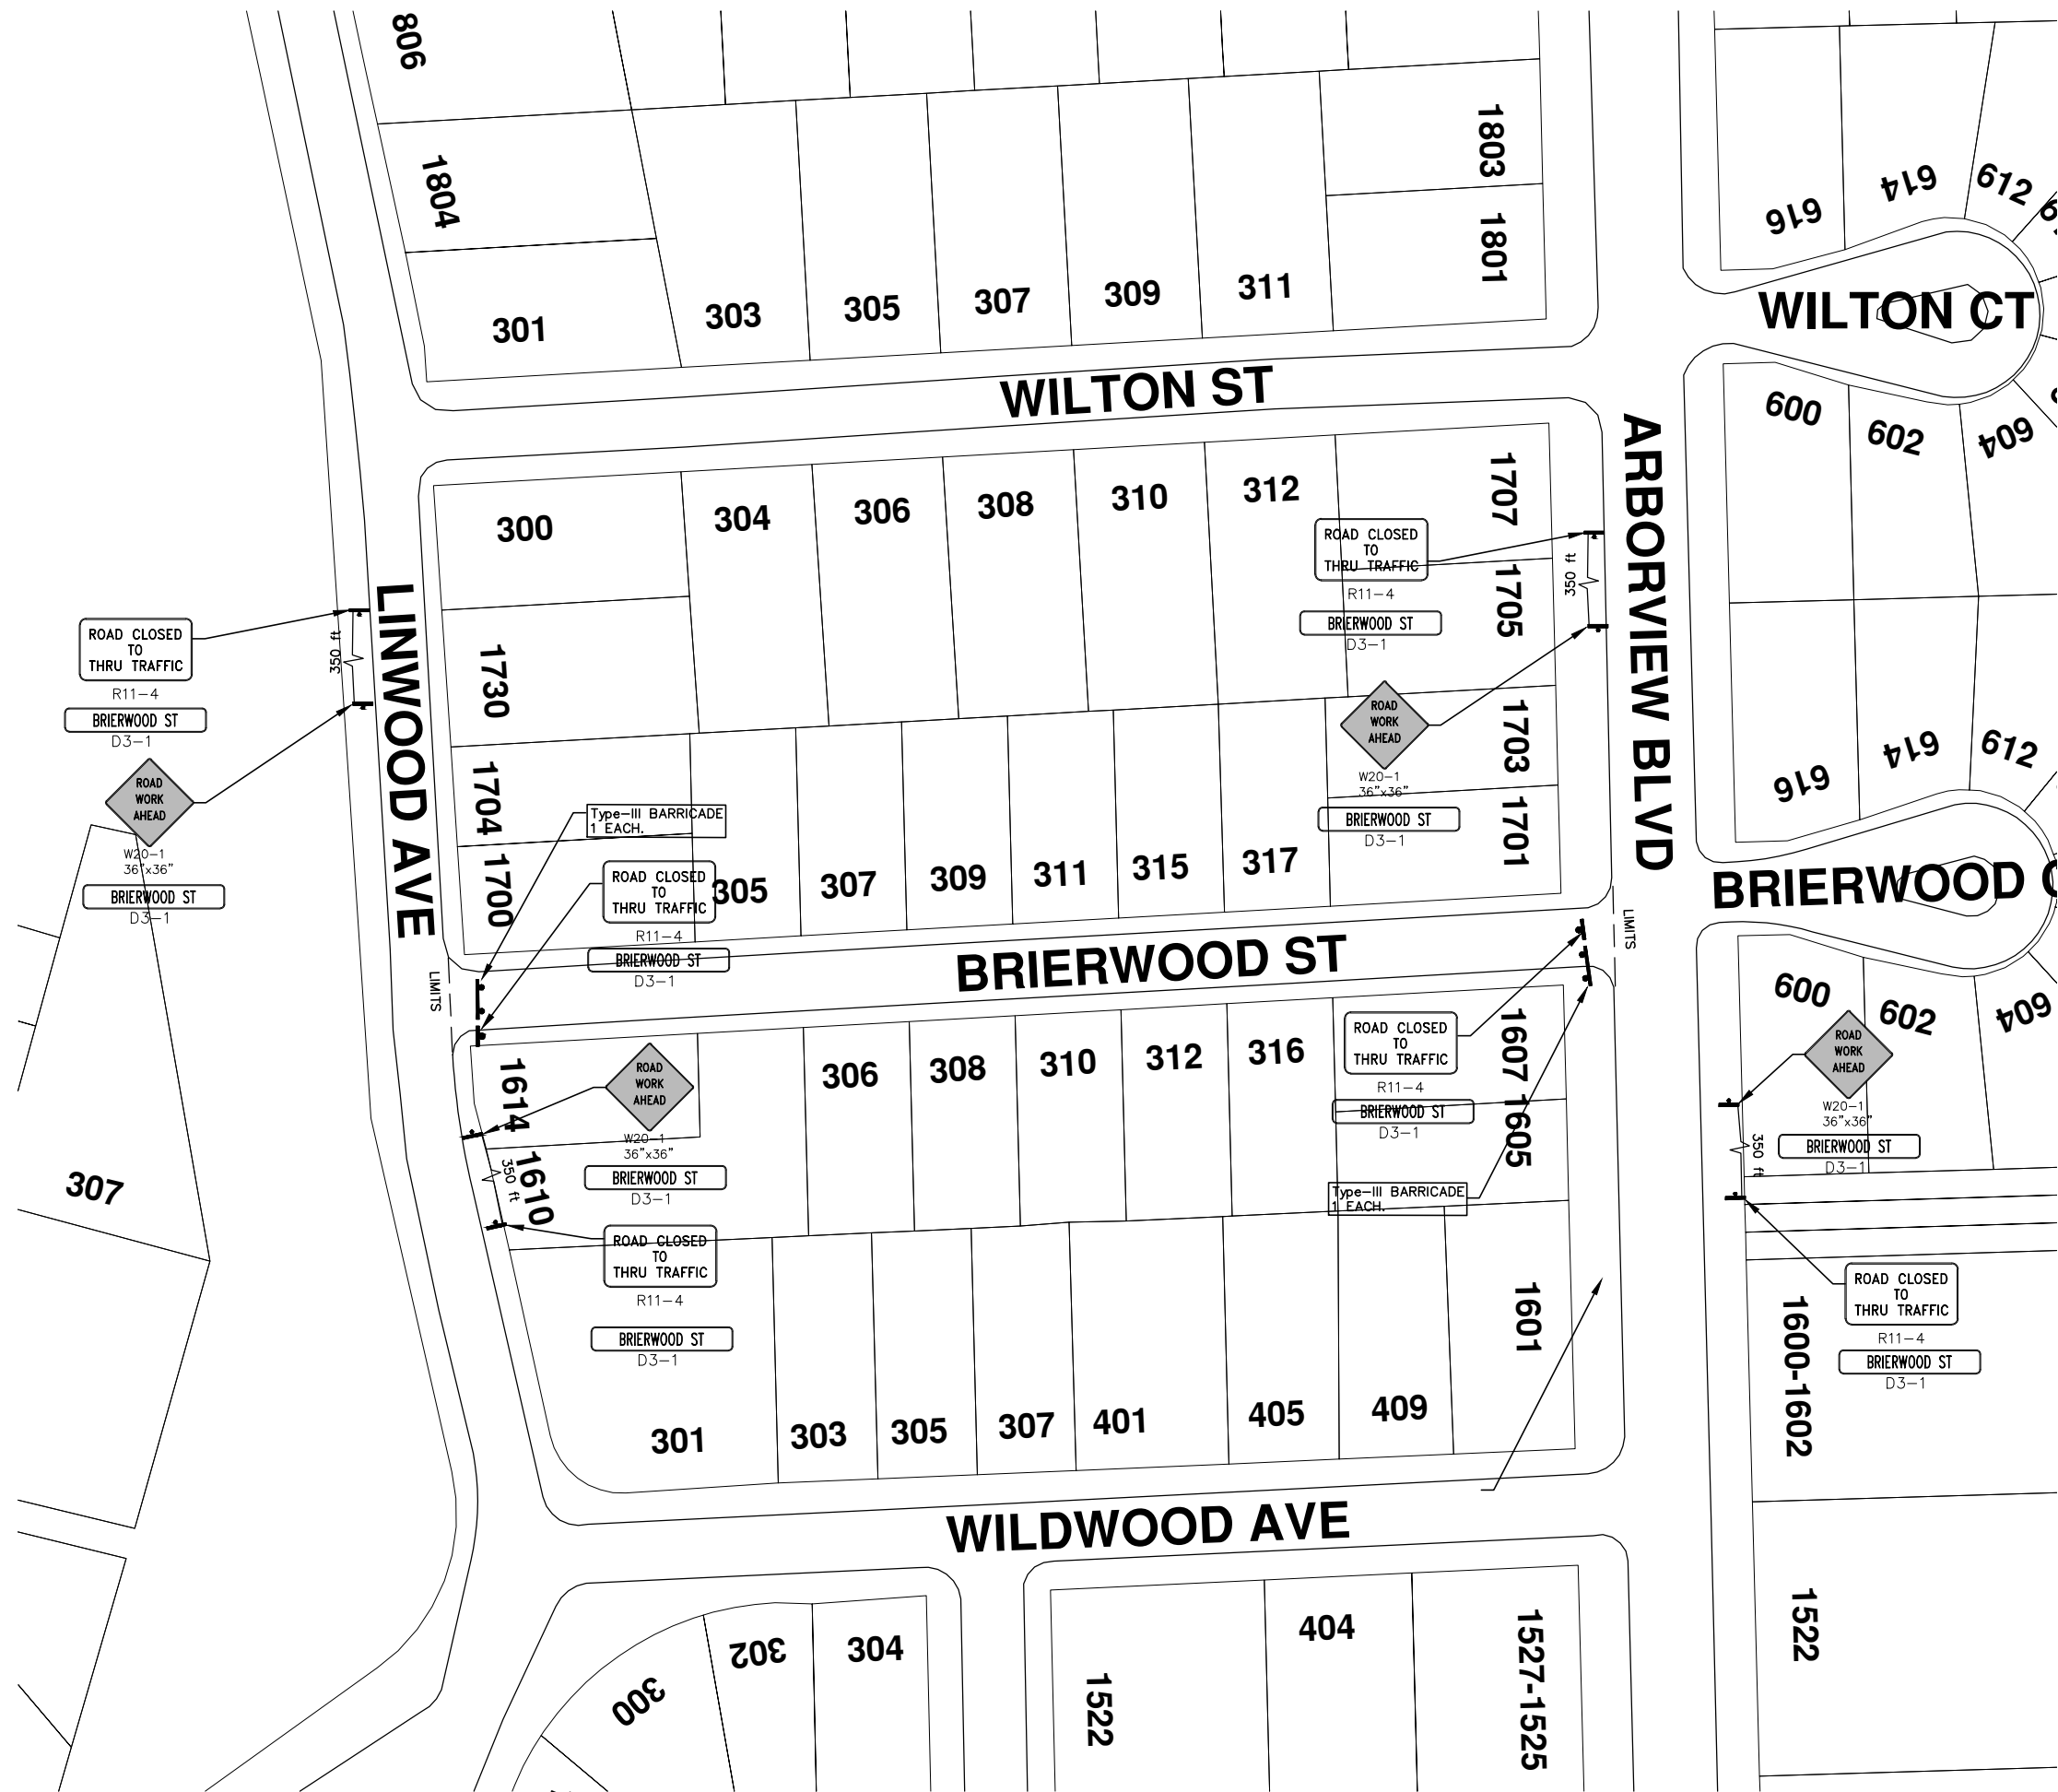 806
1804
1803
1801
301
303
305
307
309
311
616
614
612
WILTON CT
WILTON ST
600
602
604
300
304
306
308
310
312
1707
1705
1703
1701
1730
1704
1700
LINWOOD AVE
ARBORVIEW BLVD
ROAD CLOSED
TO
THRU TRAFFIC
R11-4
BRIERWOOD ST
D3-1
350 ft
ROAD
WORK
AHEAD
W20-1
36"x36"
BRIERWOOD ST
D3-1
ROAD CLOSED
TO
THRU TRAFFIC
R11-4
BRIERWOOD ST
D3-1
350 ft
ROAD
WORK
AHEAD
W20-1
36"x36"
BRIERWOOD ST
D3-1
616
614
612
Type-III BARRICADE
1 EACH.
ROAD CLOSED
TO
THRU TRAFFIC
R11-4
BRIERWOOD ST
D3-1
305
307
309
311
315
317
BRIERWOOD
LIMITS
LIMITS
BRIERWOOD ST
600
602
604
1614
1610
ROAD
WORK
AHEAD
W20-1
36"x36"
BRIERWOOD ST
D3-1
350 ft
306
308
310
312
316
1607
1605
ROAD CLOSED
TO
THRU TRAFFIC
R11-4
BRIERWOOD ST
D3-1
Type-III BARRICADE
1 EACH.
ROAD
WORK
AHEAD
W20-1
36"x36"
BRIERWOOD ST
D3-1
350 ft
307
ROAD CLOSED
TO
THRU TRAFFIC
R11-4
BRIERWOOD ST
D3-1
ROAD CLOSED
TO
THRU TRAFFIC
R11-4
BRIERWOOD ST
D3-1
301
303
305
307
401
405
409
1601
1600-1602
WILDWOOD AVE
300
302
304
1522
404
1527-1525
1522